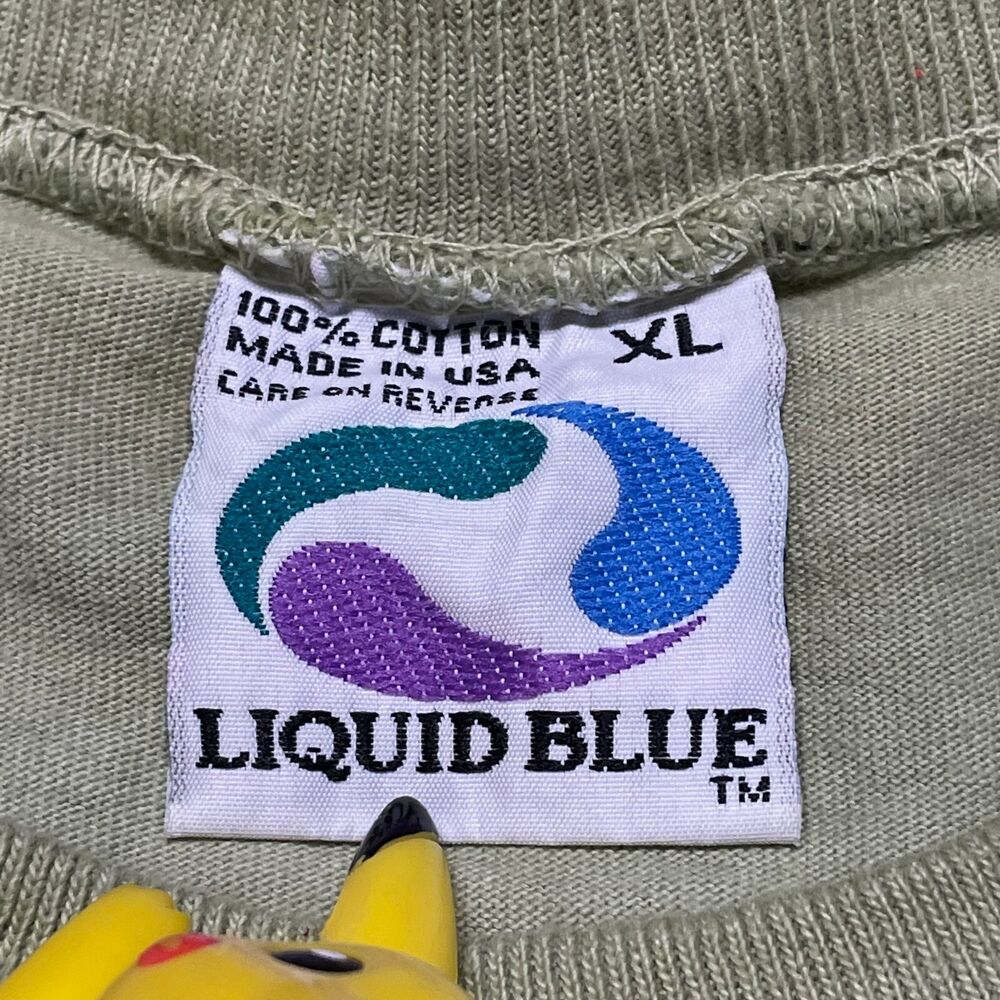 100% COTTON
MADE IN USA
CARE ON REVERSE
XL
LIQUID BLUE
TM